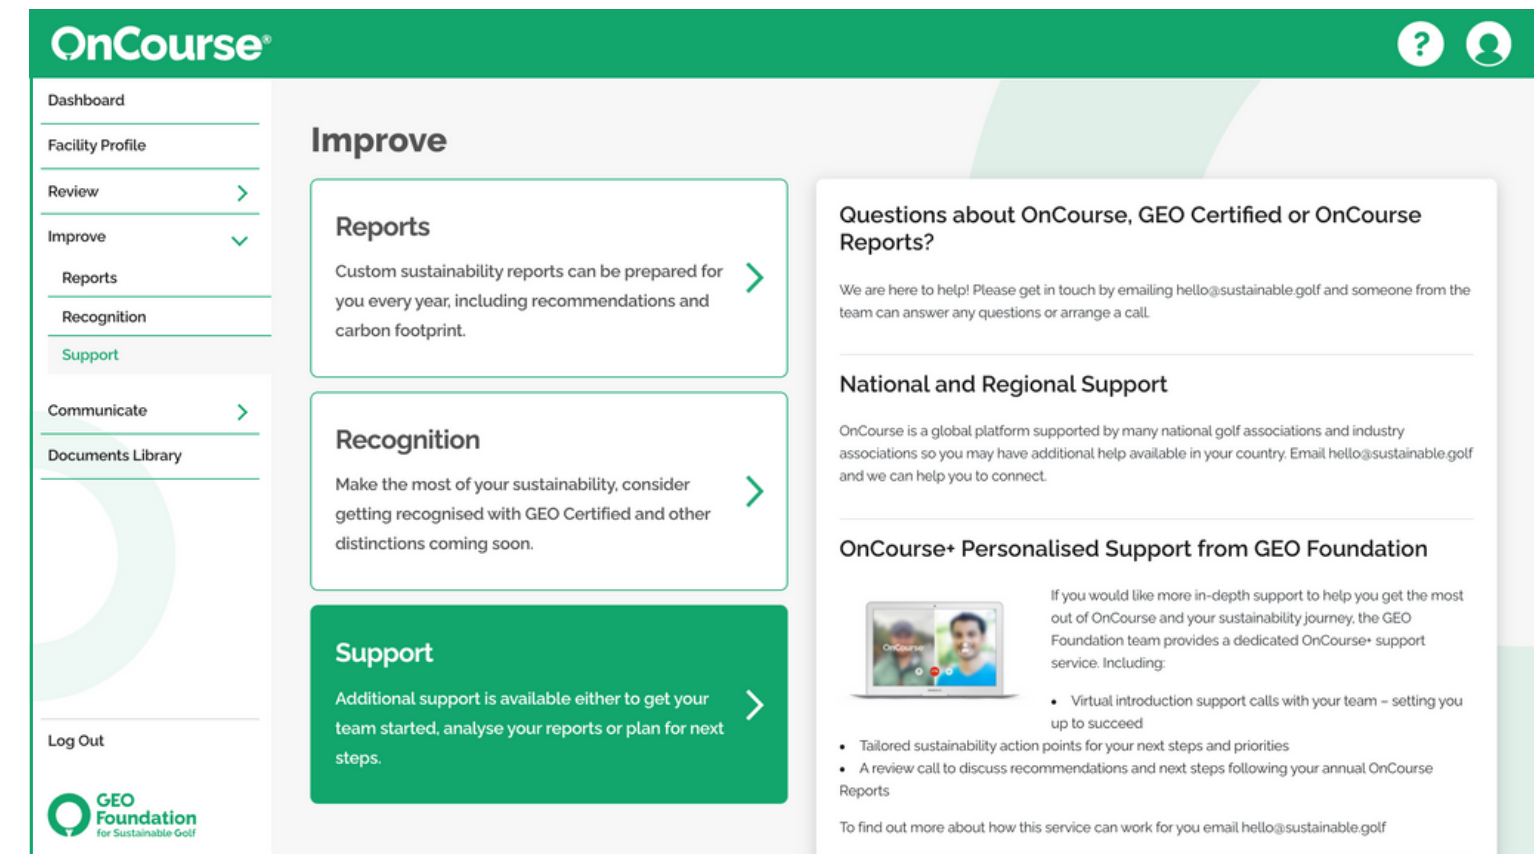 OnCourse®
?
Dashboard
Facility Profile
Review
Improve
Reports
Recognition
Support
Communicate
Documents Library
Log Out
GEO
Foundation
for Sustainable Golf
Improve
Reports
Custom sustainability reports can be prepared for
you every year, including recommendations and
carbon footprint.
Recognition
Make the most of your sustainability, consider
getting recognised with GEO Certified and other
distinctions coming soon.
Support
Additional support is available either to get your
team started, analyse your reports or plan for next
steps.
Questions about OnCourse, GEO Certified or OnCourse
Reports?
We are here to help! Please get in touch by emailing hello@sustainable.golf and someone from the
team can answer any questions or arrange a call.
National and Regional Support
OnCourse is a global platform supported by many national golf associations and industry
associations so you may have additional help available in your country. Email hello@sustainable.golf
and we can help you to connect.
OnCourse+ Personalised Support from GEO Foundation
OnCourse
If you would like more in-depth support to help you get the most
out of OnCourse and your sustainability journey, the GEO
Foundation team provides a dedicated OnCourse+ support
service. Including:
• Virtual introduction support calls with your team – setting you
up to succeed
• Tailored sustainability action points for your next steps and priorities
• A review call to discuss recommendations and next steps following your annual OnCourse
Reports
To find out more about how this service can work for you email hello@sustainable.golf